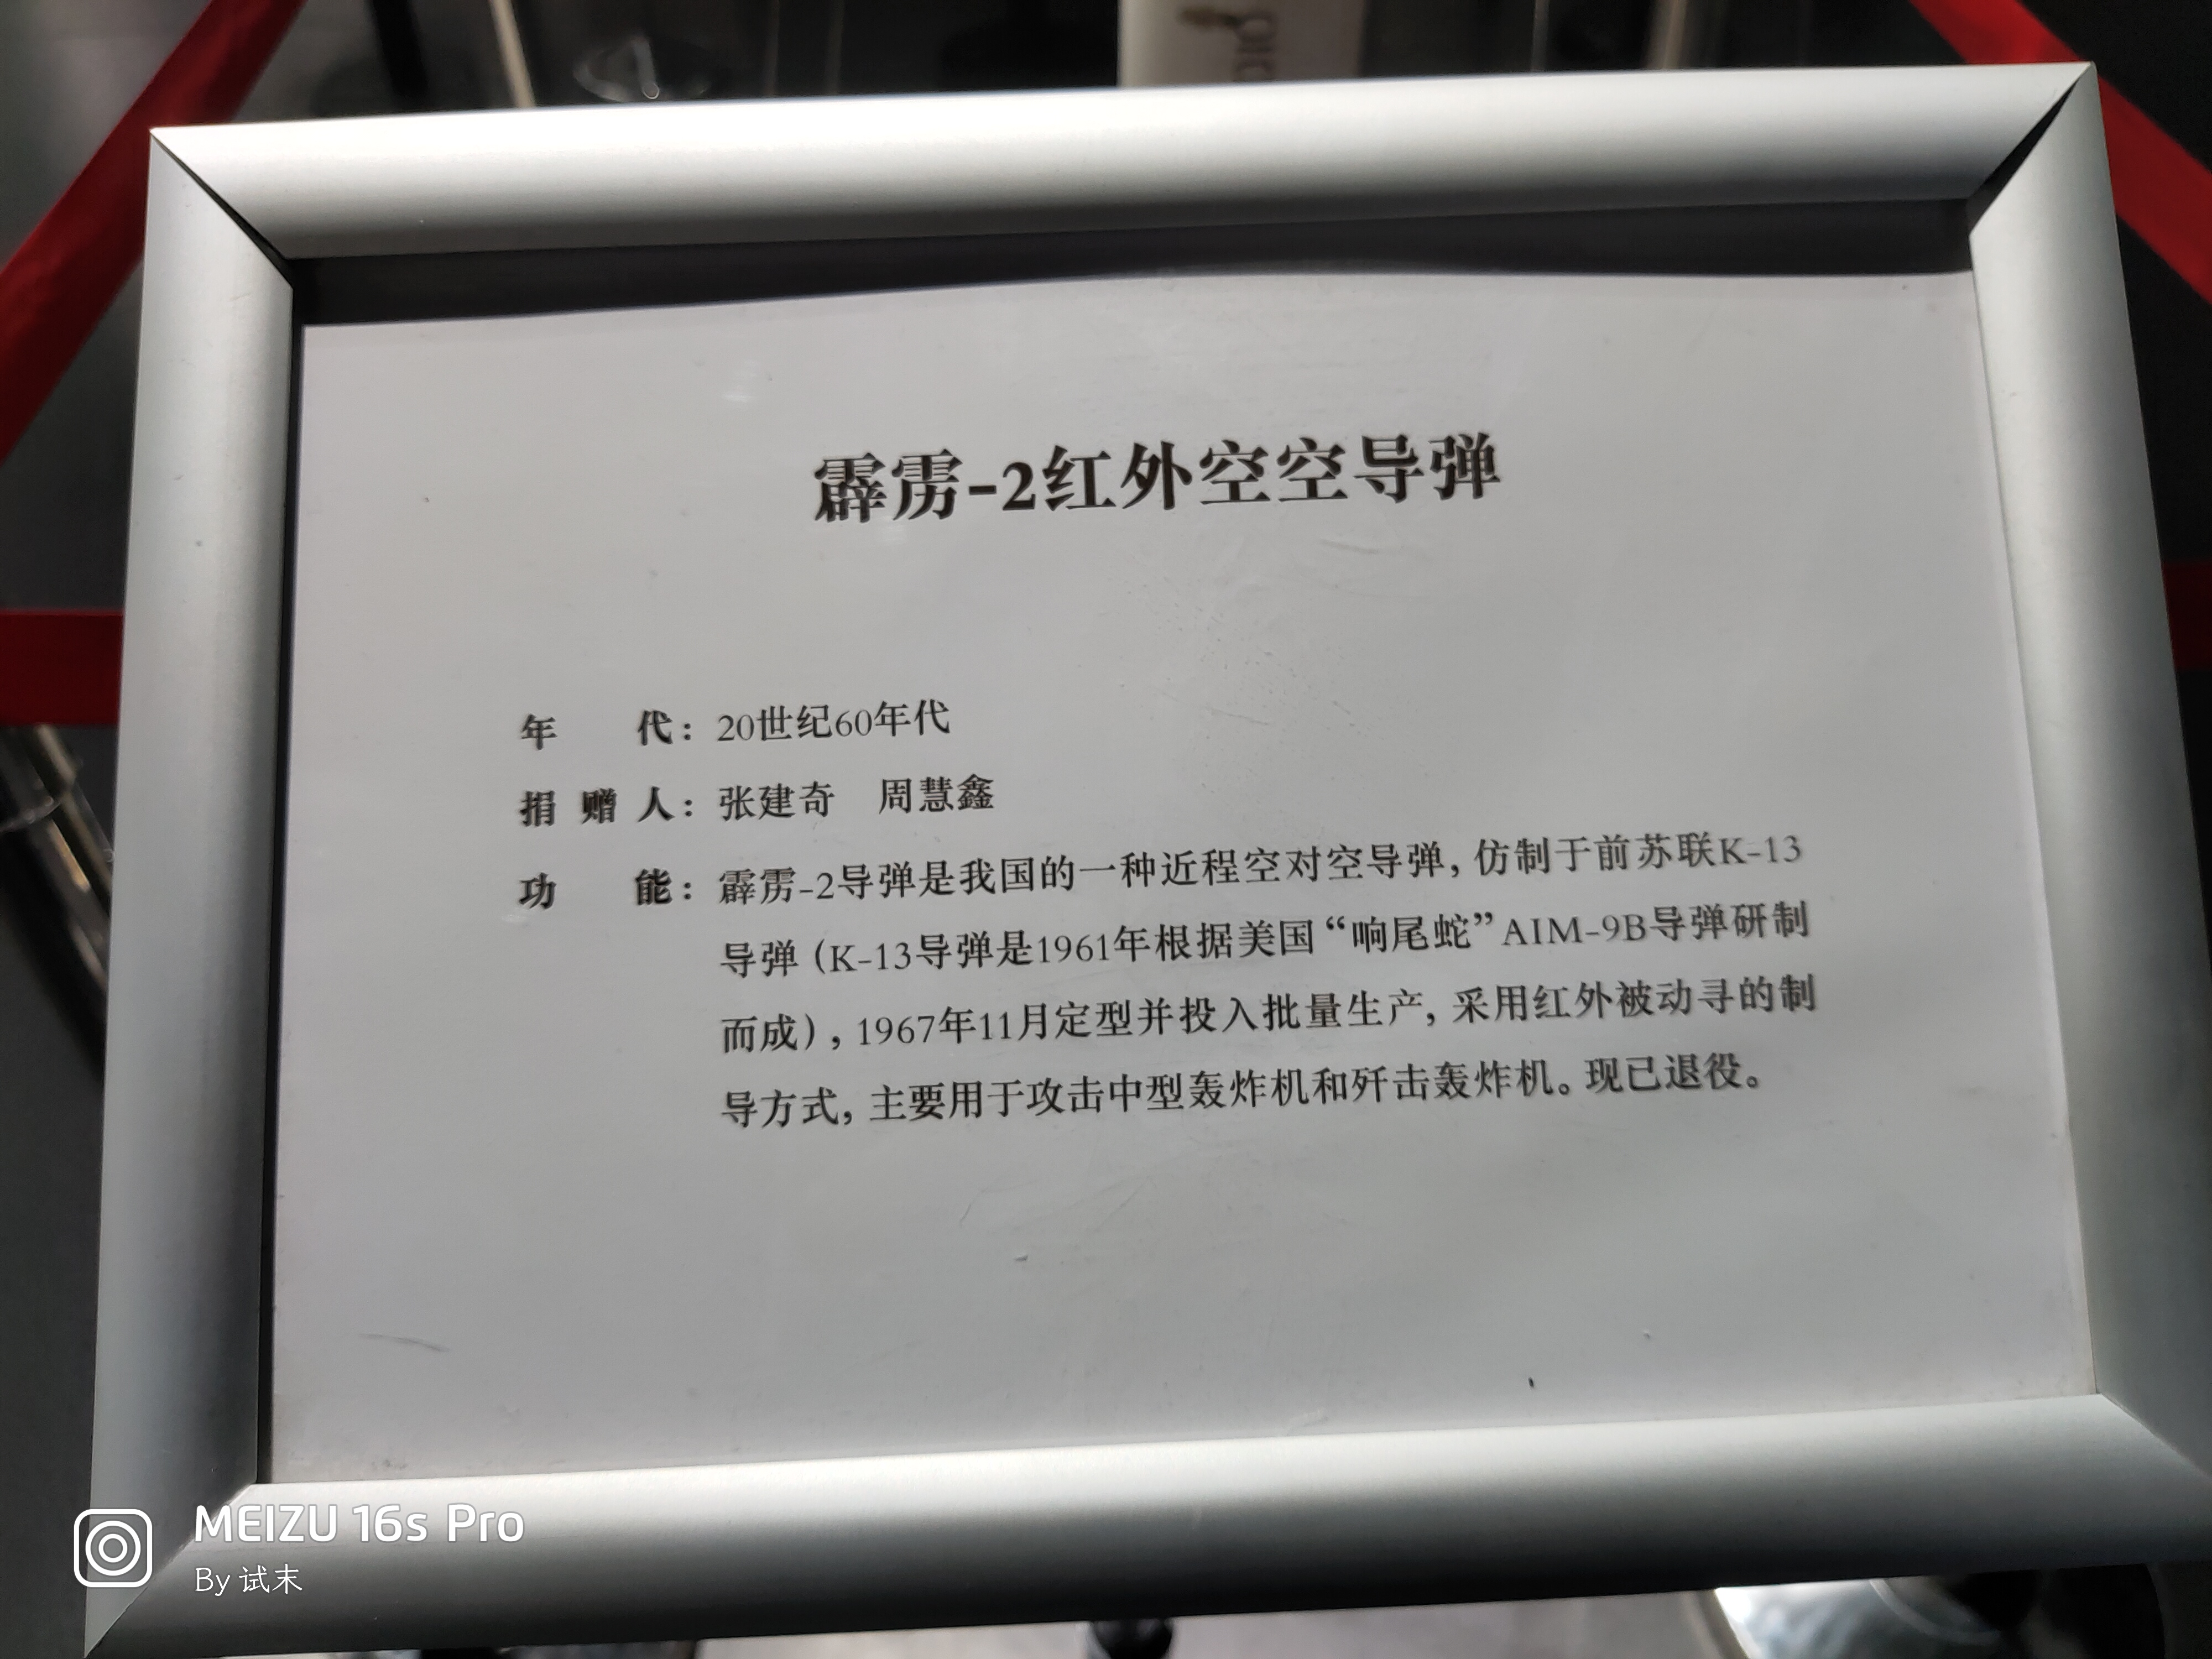 霹雳-2红外空空导弹
年 代：20世纪60年代
捐 赠 人：张建奇 周慧鑫
功 能：霹雳-2导弹是我国的一种近程空对空导弹，仿制于前苏联K-13
导弹（K-13导弹是1961年根据美国“响尾蛇”AIM-9B导弹研制
而成），1967年11月定型并投入批量生产，采用红外被动寻的制
导方式，主要用于攻击中型轰炸机和歼击轰炸机。现已退役。
MEIZU 16s Pro
By 试末